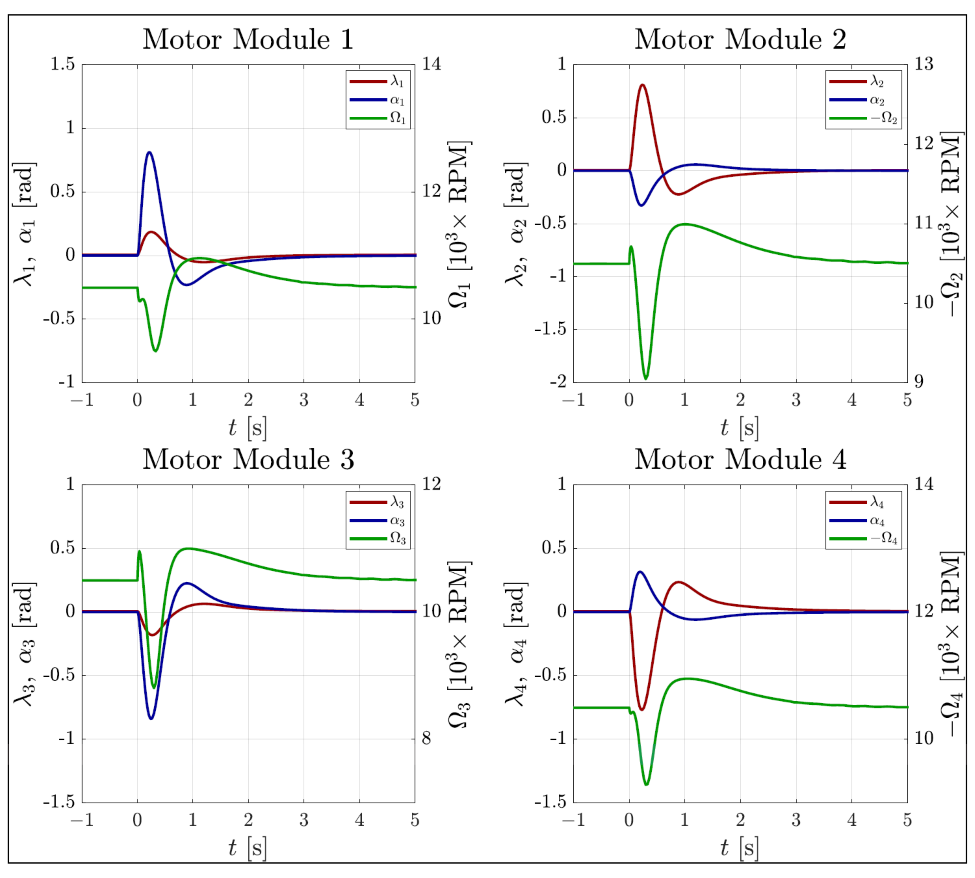 Motor Module 1
1.5
1
0.5
0
-0.5
-1
14
12
10
−1 0 1 2 3 4 5
λ₁, α₁ [rad]
Ω₁ [10³× RPM]
t [s]
λ₁
α₁
Ω₁
Motor Module 2
1
0.5
0
-0.5
-1
-1.5
-2
13
12
11
10
9
−1 0 1 2 3 4 5
λ₂, α₂ [rad]
−Ω₂ [10³× RPM]
t [s]
λ₂
α₂
−Ω₂
Motor Module 3
1
0.5
0
-0.5
-1
-1.5
12
10
8
−1 0 1 2 3 4 5
λ₃, α₃ [rad]
Ω₃ [10³× RPM]
t [s]
λ₃
α₃
Ω₃
Motor Module 4
1
0.5
0
-0.5
-1
-1.5
14
12
10
−1 0 1 2 3 4 5
λ₄, α₄ [rad]
−Ω₄ [10³× RPM]
t [s]
λ₄
α₄
−Ω₄